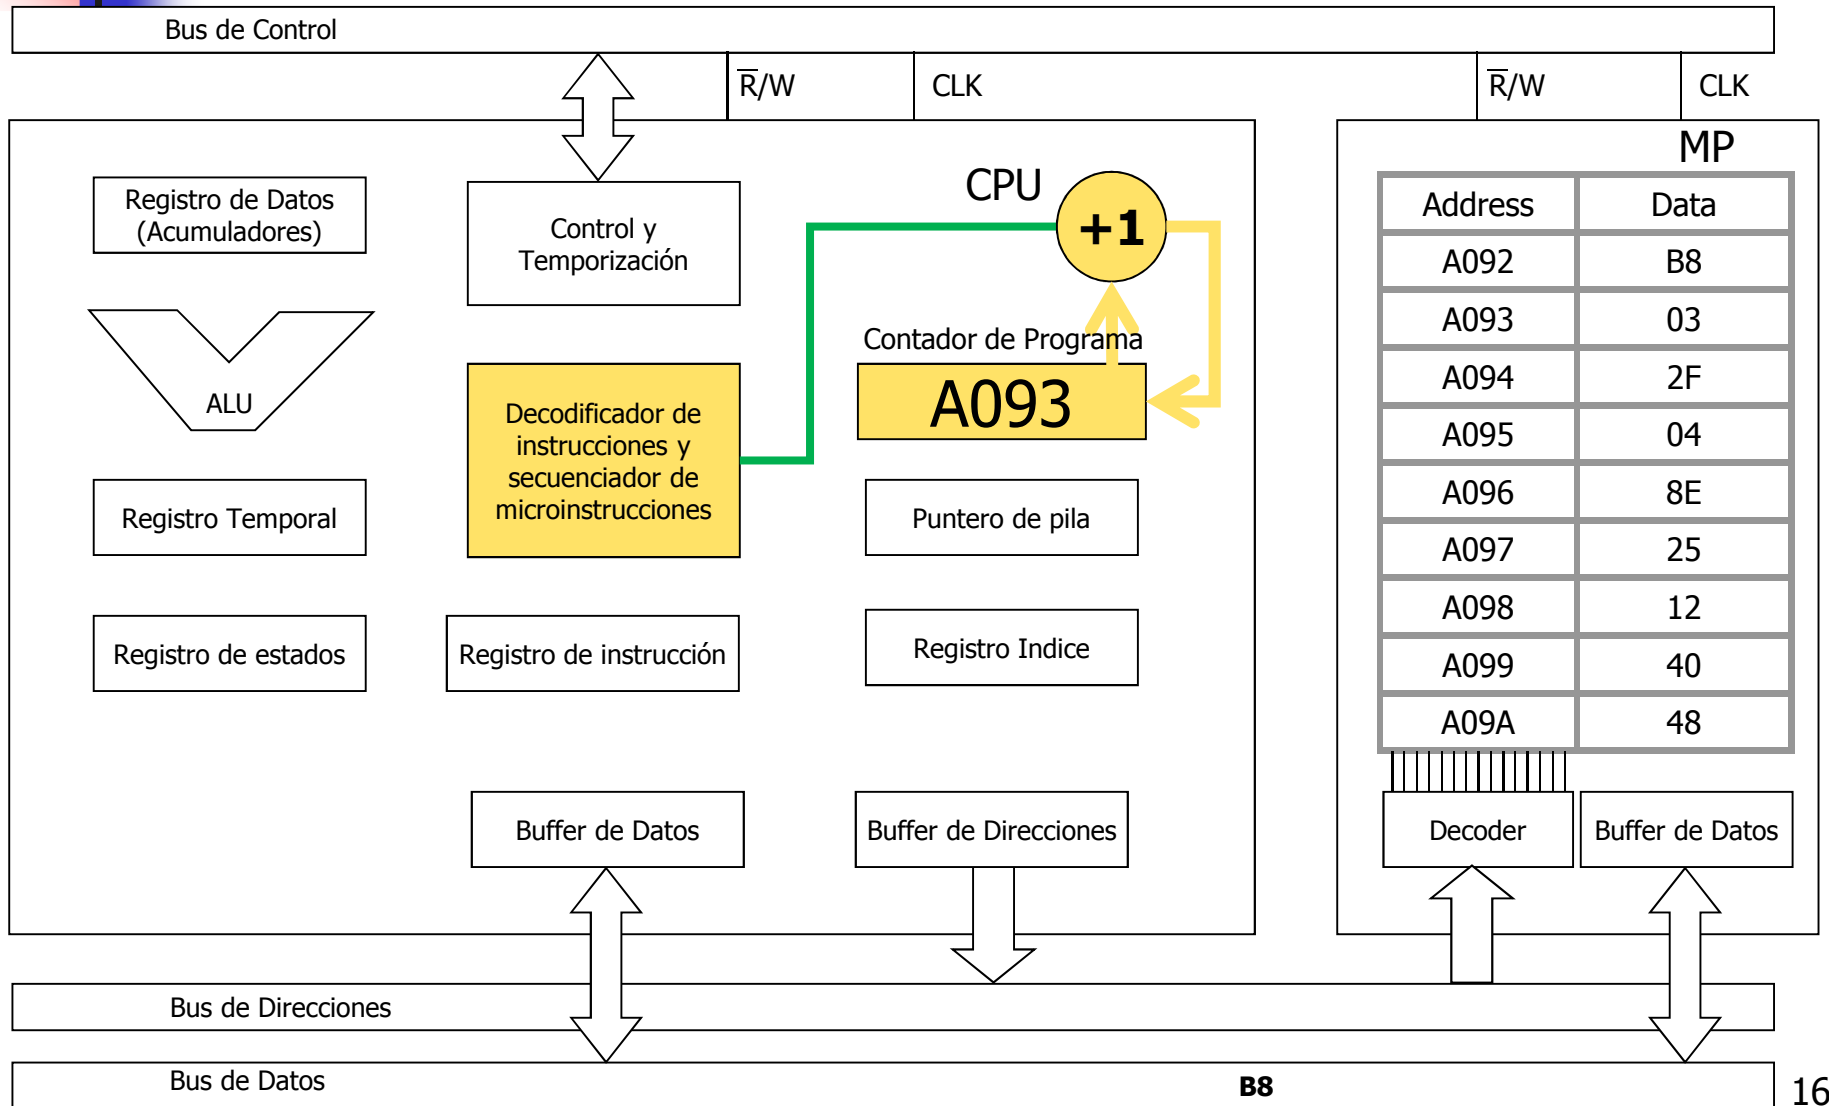 Bus de Control
R̅/W
CLK
R̅/W
CLK
CPU
MP
Registro de Datos
(Acumuladores)
Control y
Temporización
+1
Contador de Programa
A093
ALU
Decodificador de
instrucciones y
secuenciador de
microinstrucciones
Registro Temporal
Puntero de pila
Registro de estados
Registro de instrucción
Registro Indice
Buffer de Datos
Buffer de Direcciones
Address Data
A092 B8
A093 03
A094 2F
A095 04
A096 8E
A097 25
A098 12
A099 40
A09A 48
Decoder
Buffer de Datos
Bus de Direcciones
Bus de Datos
B8
16